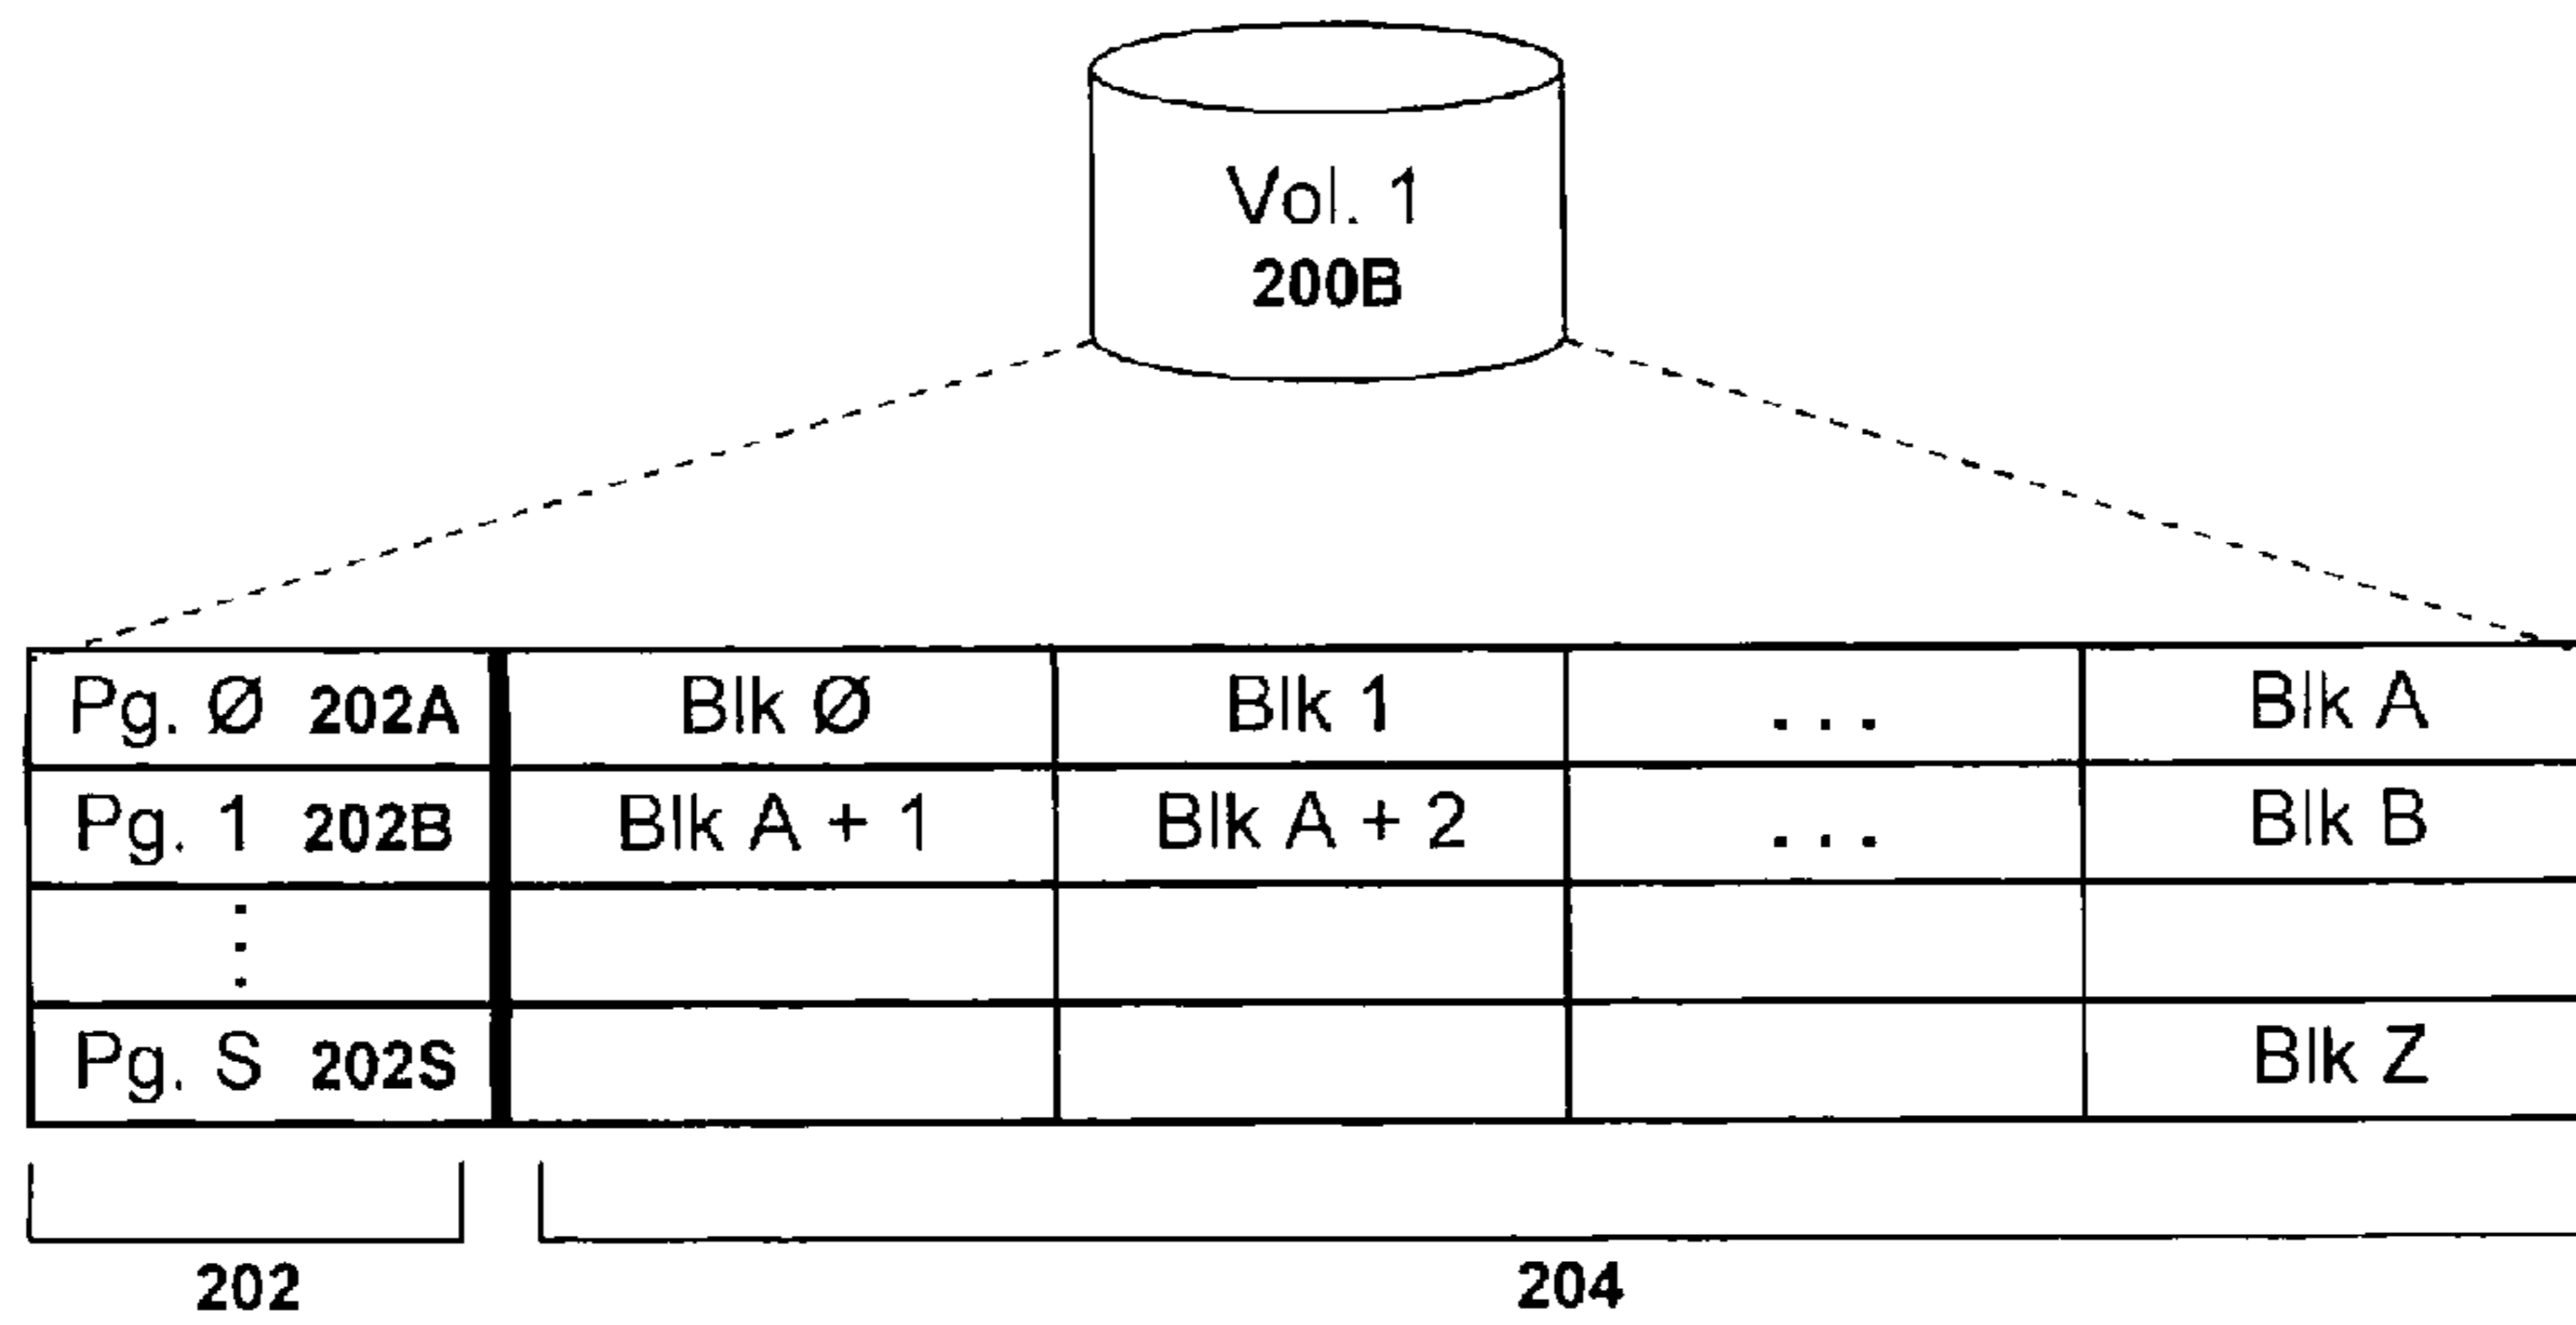 Vol. 1
200B
Pg. Ø 202A Blk Ø Blk 1 ... Blk A
Pg. 1 202B Blk A + 1 Blk A + 2 ... Blk B
⋮
Pg. S 202S Blk Z
202 204